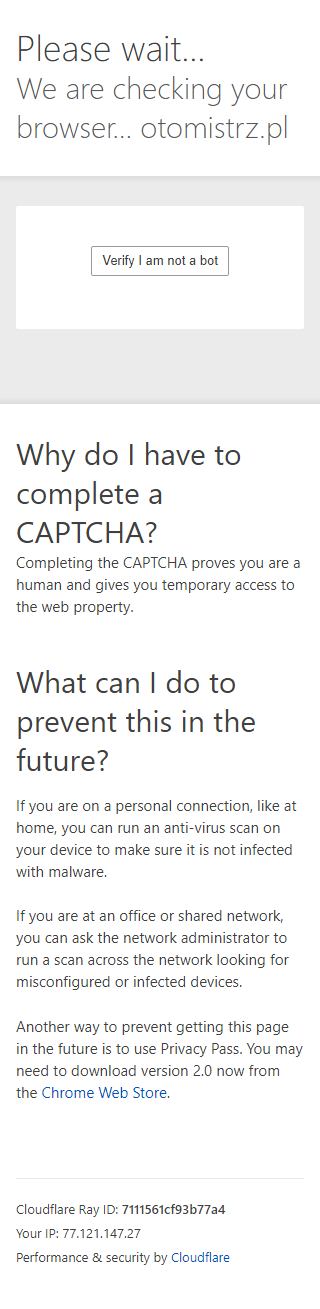 Please wait...
We are checking your
browser... otomistrz.pl
Verify I am not a bot
Why do I have to
complete a
CAPTCHA?
Completing the CAPTCHA proves you are a
human and gives you temporary access to
the web property.
What can I do to
prevent this in the
future?
If you are on a personal connection, like at
home, you can run an anti-virus scan on
your device to make sure it is not infected
with malware.
If you are at an office or shared network,
you can ask the network administrator to
run a scan across the network looking for
misconfigured or infected devices.
Another way to prevent getting this page
in the future is to use Privacy Pass. You may
need to download version 2.0 now from
the Chrome Web Store.
Cloudflare Ray ID: 7111561cf93b77a4
Your IP: 77.121.147.27
Performance & security by Cloudflare